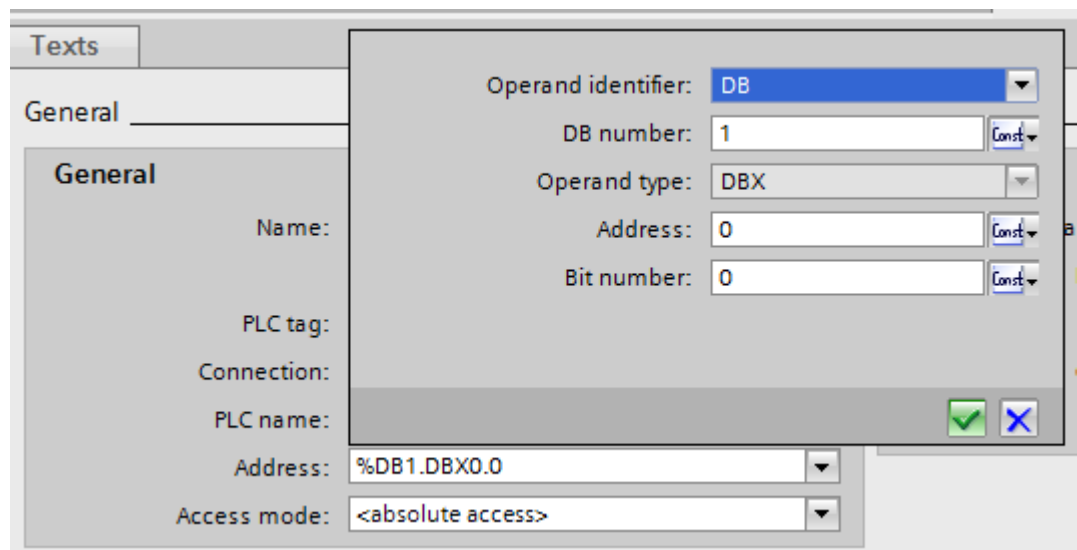 Texts
General
General
Name:
PLC tag:
Connection:
PLC name:
Address: %DB1.DBX0.0
Access mode: <absolute access>
Operand identifier: DB
DB number: 1 Const
Operand type: DBX
Address: 0 Const
Bit number: 0 Const